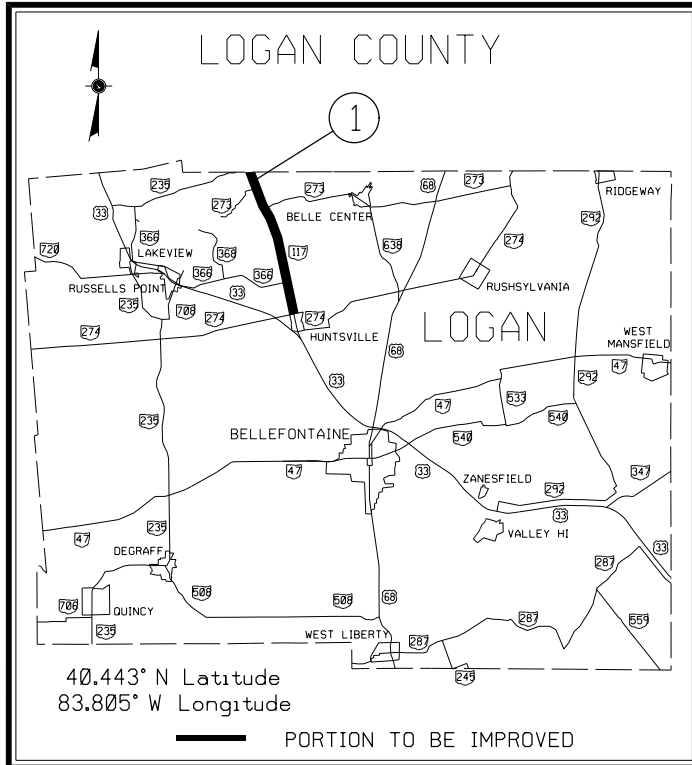 LOGAN COUNTY
1
235
273
33
273
68
273
RIDGEWAY
BELLE CENTER
292
366
638
274
720
LAKEVIEW
368
117
366
366
RUSSELLS POINT
33
RUSHSYLVANIA
235
708
274
274
274
HUNTSVILLE
LOGAN
WEST
MANSFIELD
68
33
292
47
533
235
47
540
BELLEFONTAINE
540
47
33
ZANESFIELD
347
292
235
33
VALLEY HI
47
33
DEGRAFF
287
508
508
68
706
QUINCY
287
559
235
WEST LIBERTY
287
245
40.443° N Latitude
83.805° W Longitude
PORTION TO BE IMPROVED